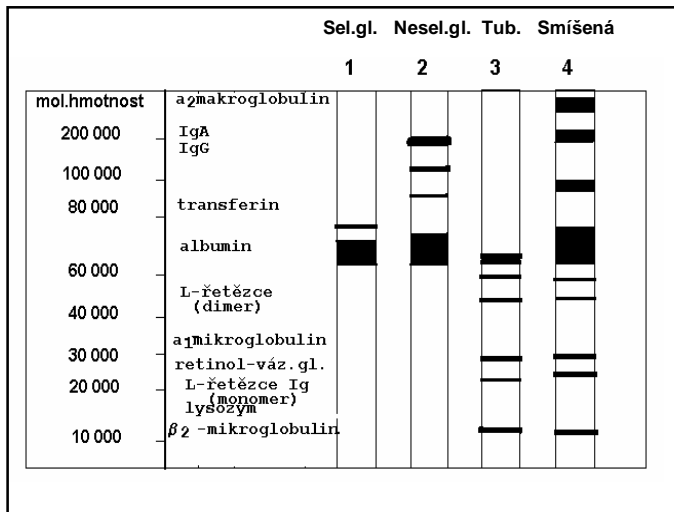 Sel.gl. Nesel.gl. Tub. Smíšená
1 2 3 4
mol.hmotnost
a2makroglobulin
200 000
IgA
IgG
100 000
80 000
transferin
albumin
60 000
L-řetězce
(dimer)
40 000
a1mikroglobulin
30 000
retinol-váz.gl.
20 000
L-řetězce Ig
(monomer)
lysozym
10 000
β2 -mikroglobulin